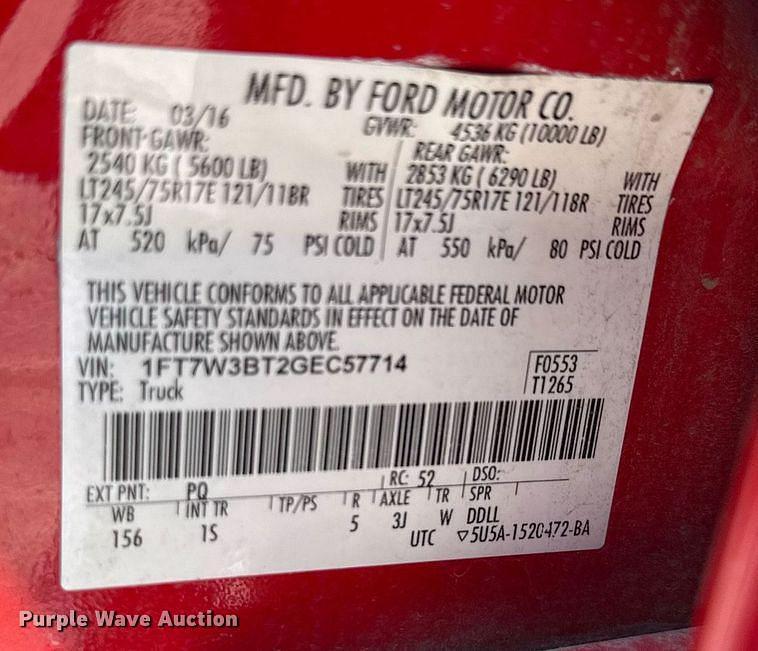 MFD. BY FORD MOTOR CO.
DATE: 03/16 GVWR: 4536 KG (10000 LB)
FRONT GAWR: REAR GAWR:
2540 KG ( 5600 LB) WITH 2853 KG ( 6290 LB) WITH
LT245/75R17E 121/118R TIRES LT245/75R17E 121/118R TIRES
17x7.5J RIMS 17x7.5J RIMS
AT 520 kPa/ 75 PSI COLD AT 550 kPa/ 80 PSI COLD
THIS VEHICLE CONFORMS TO ALL APPLICABLE FEDERAL MOTOR
VEHICLE SAFETY STANDARDS IN EFFECT ON THE DATE OF
MANUFACTURE SHOWN ABOVE.
VIN: 1FT7W3BT2GEC57714 F0553
TYPE: Truck T1265
EXT PNT: PQ RC: 52 DSO:
WB INT TR TP/PS R AXLE TR SPR
156 1S 5 3J W DDLL
UTC ▽5U5A-1520472-BA
Purple Wave Auction